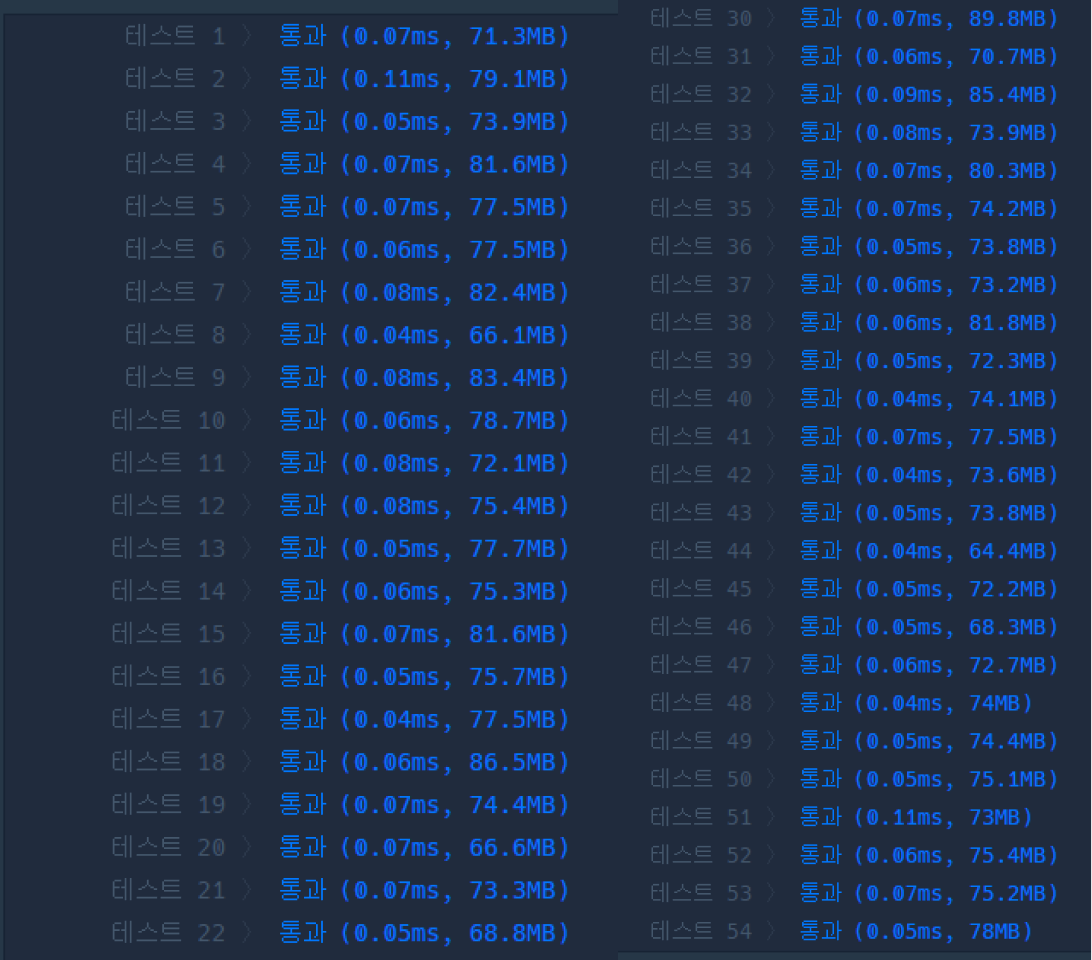 테스트 1 〉 통과 (0.07ms, 71.3MB)
테스트 2 〉 통과 (0.11ms, 79.1MB)
테스트 3 〉 통과 (0.05ms, 73.9MB)
테스트 4 〉 통과 (0.07ms, 81.6MB)
테스트 5 〉 통과 (0.07ms, 77.5MB)
테스트 6 〉 통과 (0.06ms, 77.5MB)
테스트 7 〉 통과 (0.08ms, 82.4MB)
테스트 8 〉 통과 (0.04ms, 66.1MB)
테스트 9 〉 통과 (0.08ms, 83.4MB)
테스트 10 〉 통과 (0.06ms, 78.7MB)
테스트 11 〉 통과 (0.08ms, 72.1MB)
테스트 12 〉 통과 (0.08ms, 75.4MB)
테스트 13 〉 통과 (0.05ms, 77.7MB)
테스트 14 〉 통과 (0.06ms, 75.3MB)
테스트 15 〉 통과 (0.07ms, 81.6MB)
테스트 16 〉 통과 (0.05ms, 75.7MB)
테스트 17 〉 통과 (0.04ms, 77.5MB)
테스트 18 〉 통과 (0.06ms, 86.5MB)
테스트 19 〉 통과 (0.07ms, 74.4MB)
테스트 20 〉 통과 (0.07ms, 66.6MB)
테스트 21 〉 통과 (0.07ms, 73.3MB)
테스트 22 〉 통과 (0.05ms, 68.8MB)
테스트 30 〉 통과 (0.07ms, 89.8MB)
테스트 31 〉 통과 (0.06ms, 70.7MB)
테스트 32 〉 통과 (0.09ms, 85.4MB)
테스트 33 〉 통과 (0.08ms, 73.9MB)
테스트 34 〉 통과 (0.07ms, 80.3MB)
테스트 35 〉 통과 (0.07ms, 74.2MB)
테스트 36 〉 통과 (0.05ms, 73.8MB)
테스트 37 〉 통과 (0.06ms, 73.2MB)
테스트 38 〉 통과 (0.06ms, 81.8MB)
테스트 39 〉 통과 (0.05ms, 72.3MB)
테스트 40 〉 통과 (0.04ms, 74.1MB)
테스트 41 〉 통과 (0.07ms, 77.5MB)
테스트 42 〉 통과 (0.04ms, 73.6MB)
테스트 43 〉 통과 (0.05ms, 73.8MB)
테스트 44 〉 통과 (0.04ms, 64.4MB)
테스트 45 〉 통과 (0.05ms, 72.2MB)
테스트 46 〉 통과 (0.05ms, 68.3MB)
테스트 47 〉 통과 (0.06ms, 72.7MB)
테스트 48 〉 통과 (0.04ms, 74MB)
테스트 49 〉 통과 (0.05ms, 74.4MB)
테스트 50 〉 통과 (0.05ms, 75.1MB)
테스트 51 〉 통과 (0.11ms, 73MB)
테스트 52 〉 통과 (0.06ms, 75.4MB)
테스트 53 〉 통과 (0.07ms, 75.2MB)
테스트 54 〉 통과 (0.05ms, 78MB)